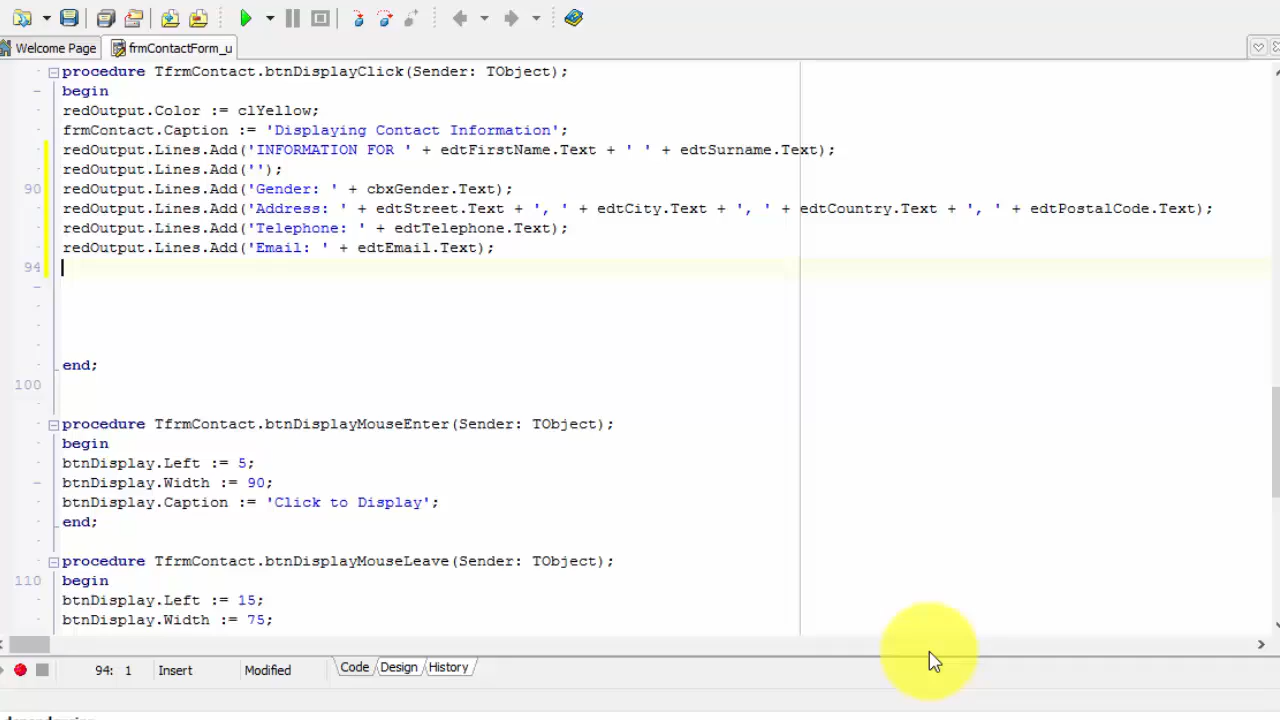 Welcome Page frmContactForm_u
procedure TfrmContact.btnDisplayClick(Sender: TObject);
begin
redOutput.Color := clYellow;
frmContact.Caption := 'Displaying Contact Information';
redOutput.Lines.Add('INFORMATION FOR ' + edtFirstName.Text + ' ' + edtSurname.Text);
redOutput.Lines.Add('');
90 redOutput.Lines.Add('Gender: ' + cbxGender.Text);
redOutput.Lines.Add('Address: ' + edtStreet.Text + ', ' + edtCity.Text + ', ' + edtCountry.Text + ', ' + edtPostalCode.Text);
redOutput.Lines.Add('Telephone: ' + edtTelephone.Text);
redOutput.Lines.Add('Email: ' + edtEmail.Text);
94
end;
100
procedure TfrmContact.btnDisplayMouseEnter(Sender: TObject);
begin
btnDisplay.Left := 5;
btnDisplay.Width := 90;
btnDisplay.Caption := 'Click to Display';
end;
procedure TfrmContact.btnDisplayMouseLeave(Sender: TObject);
110 begin
btnDisplay.Left := 15;
btnDisplay.Width := 75;
94: 1 Insert Modified Code Design History